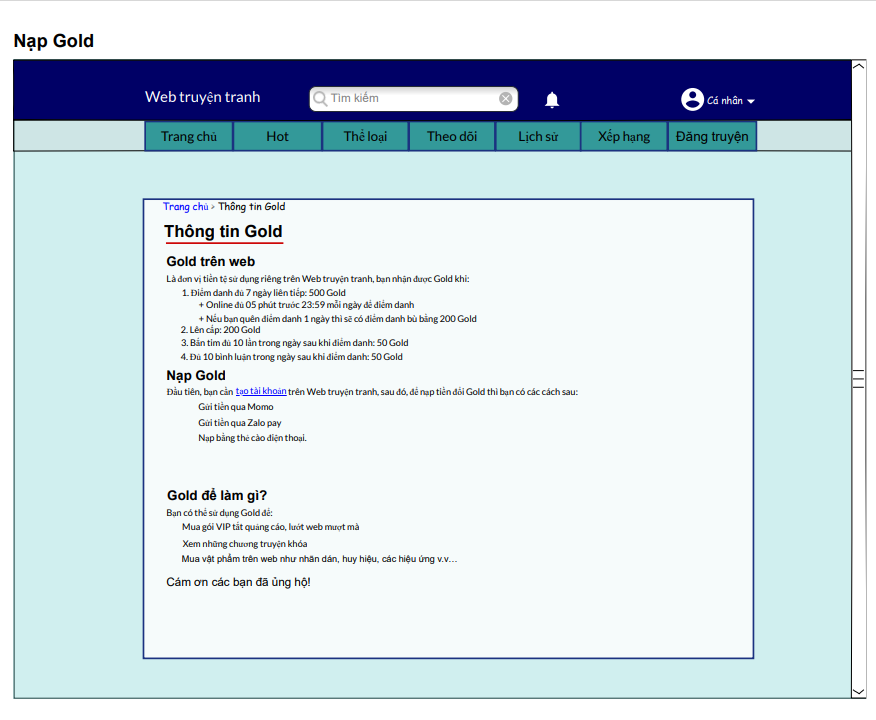 Nạp Gold
Web truyện tranh
Tìm kiếm
Cá nhân
Trang chủ
Hot
Thể loại
Theo dõi
Lịch sử
Xếp hạng
Đăng truyện
Trang chủ > Thông tin Gold
Thông tin Gold
Gold trên web
Là đơn vị tiền tệ sử dụng riêng trên Web truyện tranh, bạn nhận được Gold khi:
1. Điểm danh đủ 7 ngày liên tiếp: 500 Gold
+ Online đủ 05 phút trước 23:59 mỗi ngày để điểm danh
+ Nếu bạn quên điểm danh 1 ngày thì sẽ có điểm danh bù bằng 200 Gold
2. Lên cấp: 200 Gold
3. Bắn tim đủ 10 lần trong ngày sau khi điểm danh: 50 Gold
4. Đủ 10 bình luận trong ngày sau khi điểm danh: 50 Gold
Nạp Gold
Đầu tiên, bạn cần tạo tài khoản trên Web truyện tranh, sau đó, để nạp tiền đổi Gold thì bạn có các cách sau:
Gửi tiền qua Momo
Gửi tiền qua Zalo pay
Nạp bằng thẻ cào điện thoại.
Gold để làm gì?
Bạn có thể sử dụng Gold để:
Mua gói VIP tắt quảng cáo, lướt web mượt mà
Xem những chương truyện khóa
Mua vật phẩm trên web như nhãn dán, huy hiệu, các hiệu ứng v.v...
Cám ơn các bạn đã ủng hộ!